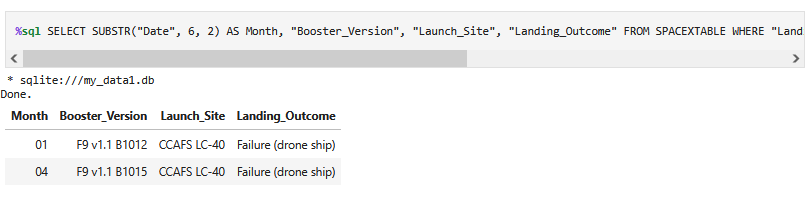 %sql SELECT SUBSTR("Date", 6, 2) AS Month, "Booster_Version", "Launch_Site", "Landing_Outcome" FROM SPACEXTABLE WHERE "Land
* sqlite:///my_data1.db
Done.
Month Booster_Version Launch_Site Landing_Outcome
01 F9 v1.1 B1012 CCAFS LC-40 Failure (drone ship)
04 F9 v1.1 B1015 CCAFS LC-40 Failure (drone ship)